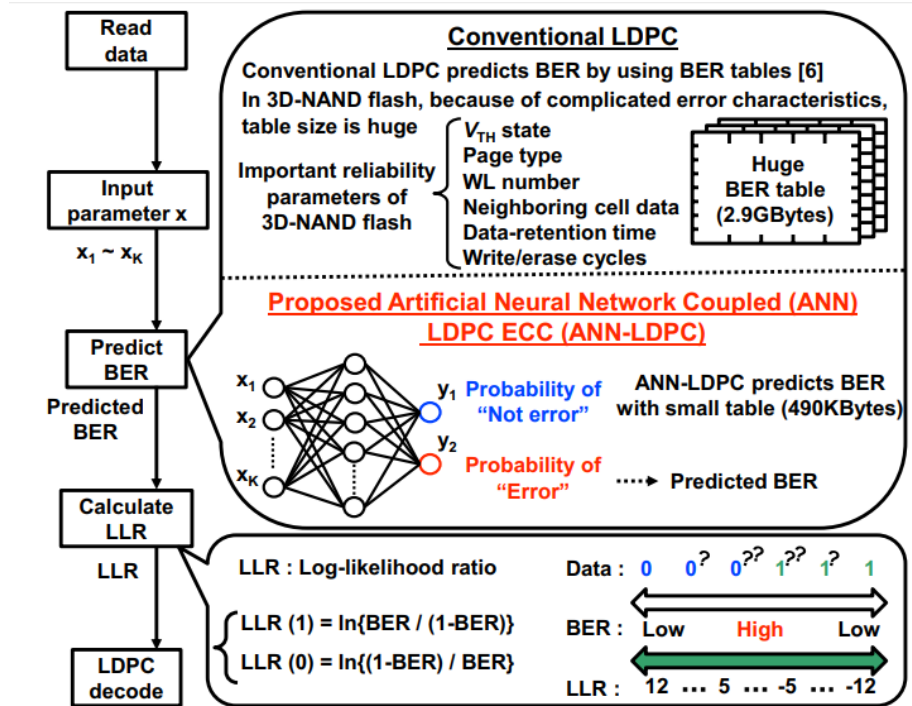 Read
data
Input
parameter x
x₁ ~ x_K
Predict
BER
Predicted
BER
Calculate
LLR
LLR
LDPC
decode
Conventional LDPC
Conventional LDPC predicts BER by using BER tables [6]
In 3D-NAND flash, because of complicated error characteristics,
table size is huge
Important reliability
parameters of
3D-NAND flash
V_TH state
Page type
WL number
Neighboring cell data
Data-retention time
Write/erase cycles
Huge
BER table
(2.9GBytes)
Proposed Artificial Neural Network Coupled (ANN)
LDPC ECC (ANN-LDPC)
x₁
x₂
x_K
y₁
y₂
Probability of
“Not error”
Probability of
“Error”
ANN-LDPC predicts BER
with small table (490KBytes)
Predicted BER
LLR : Log-likelihood ratio
LLR (1) = ln{BER / (1-BER)}
LLR (0) = ln{(1-BER) / BER}
Data : 0 0? 0?? 1?? 1? 1
BER : Low High Low
LLR : 12 ... 5 ... -5 ... -12